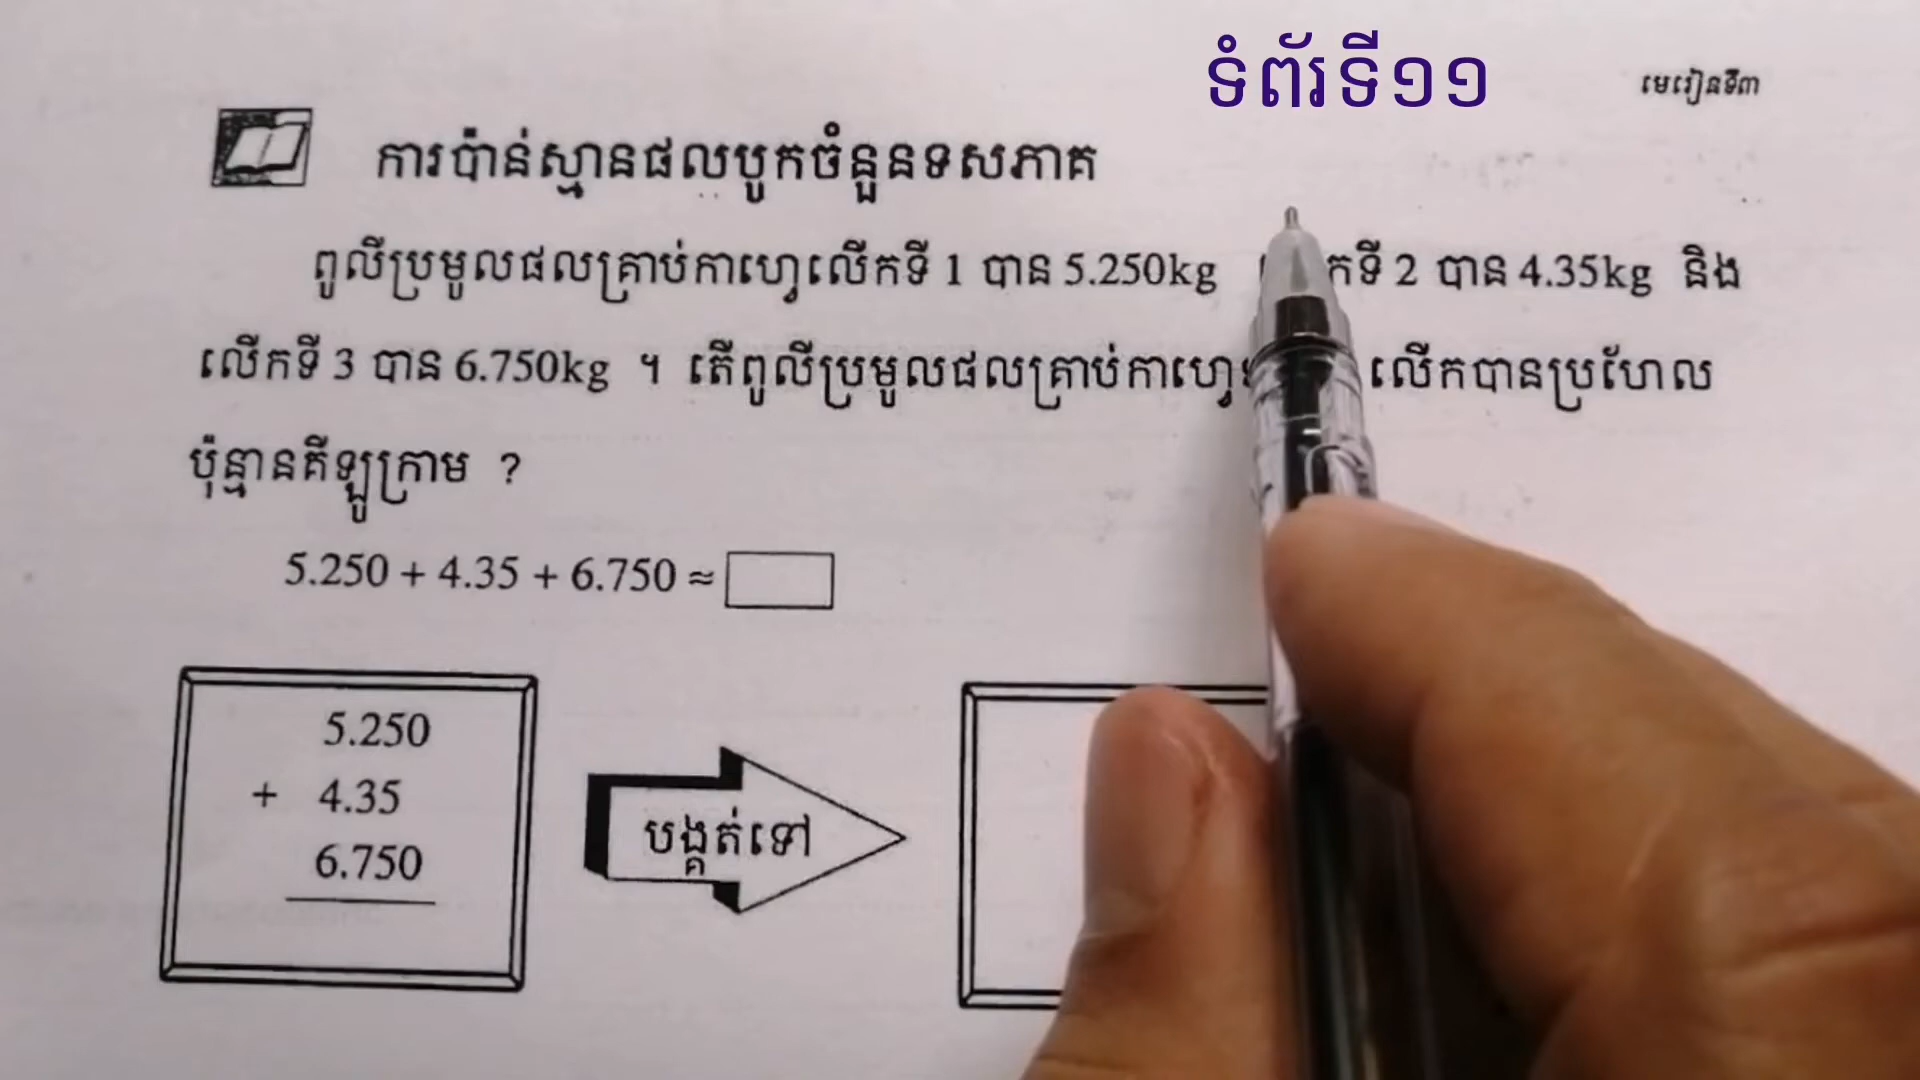 ទំព័រទី១១
មេរៀនទី៣
ការប៉ាន់ស្មានផលបូកចំនួនទសភាគ
ពូលីប្រមូលផលគ្រាប់កាហ្វេលើកទី 1 បាន 5.250kg កទី 2 បាន 4.35kg និង
លើកទី 3 បាន 6.750kg ។ តើពូលីប្រមូលផលគ្រាប់កាហ្វេ លើកបានប្រហែល
ប៉ុន្មានគីឡូក្រាម ?
5.250 + 4.35 + 6.750 ≈
5.250
+ 4.35
6.750
បង្គត់ទៅ